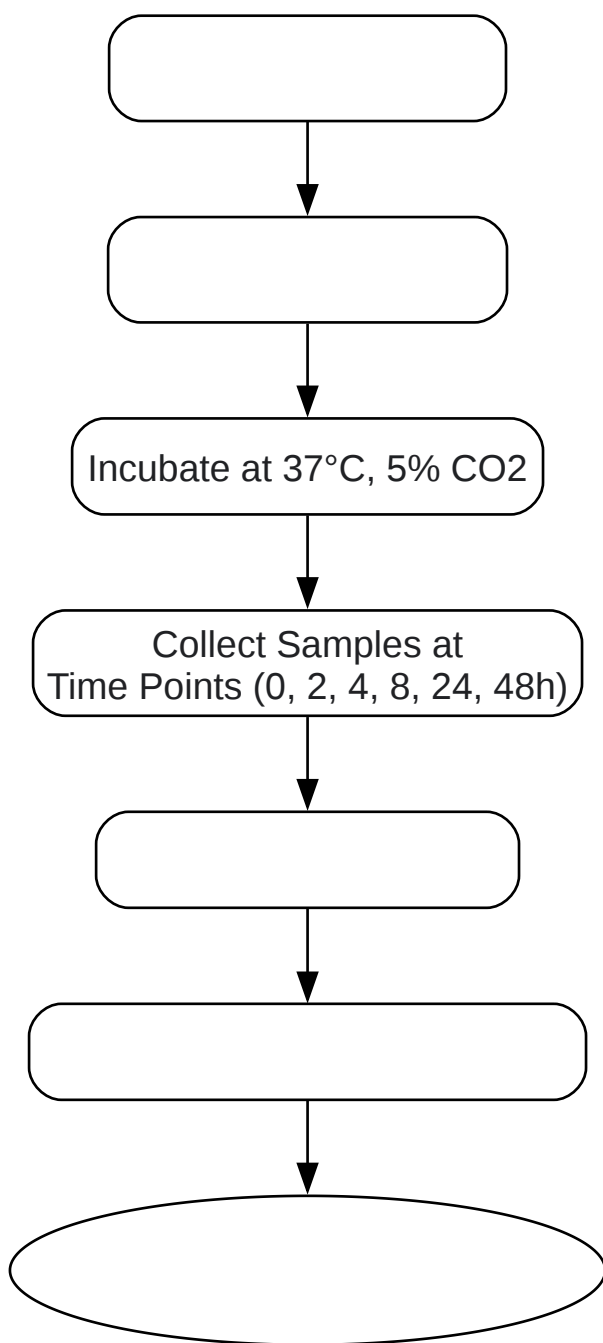 Incubate at 37°C, 5% CO2
Collect Samples at
Time Points (0, 2, 4, 8, 24, 48h)